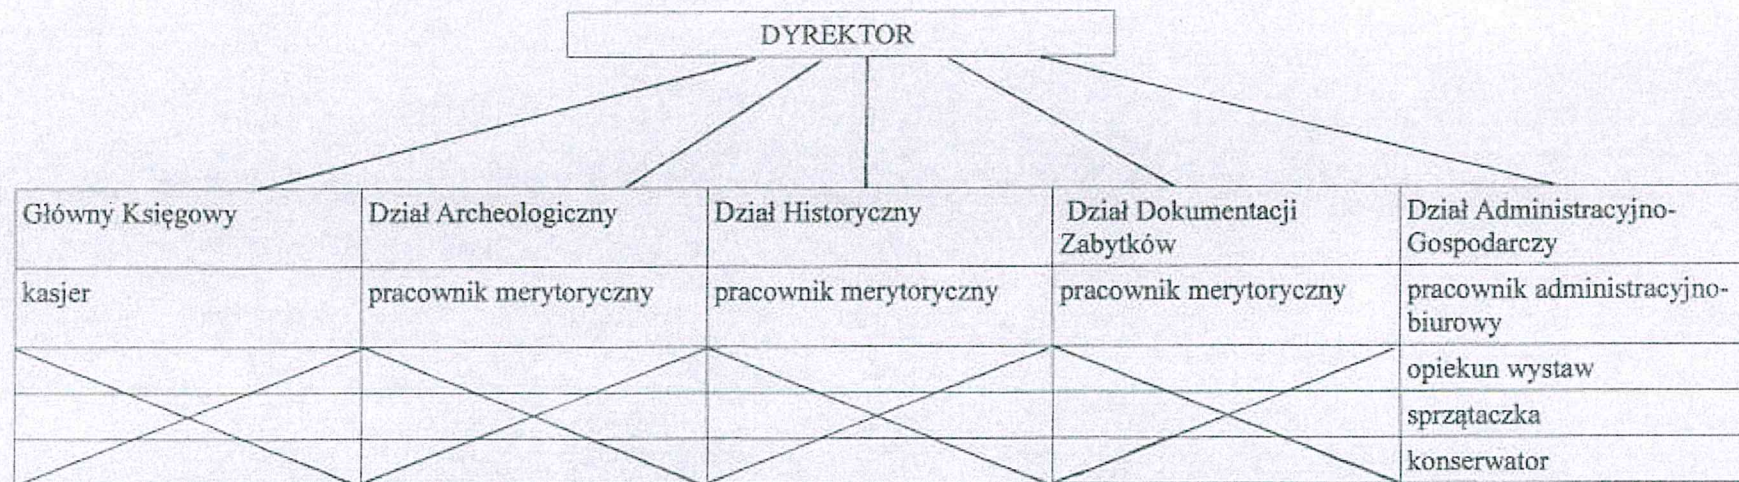 DYREKTOR
Główny Księgowy
Dział Archeologiczny
Dział Historyczny
Dział Dokumentacji
Zabytków
Dział Administracyjno-
Gospodarczy
kasjer
pracownik merytoryczny
pracownik merytoryczny
pracownik merytoryczny
pracownik administracyjno-
biurowy
opiekun wystaw
sprzątaczka
konserwator